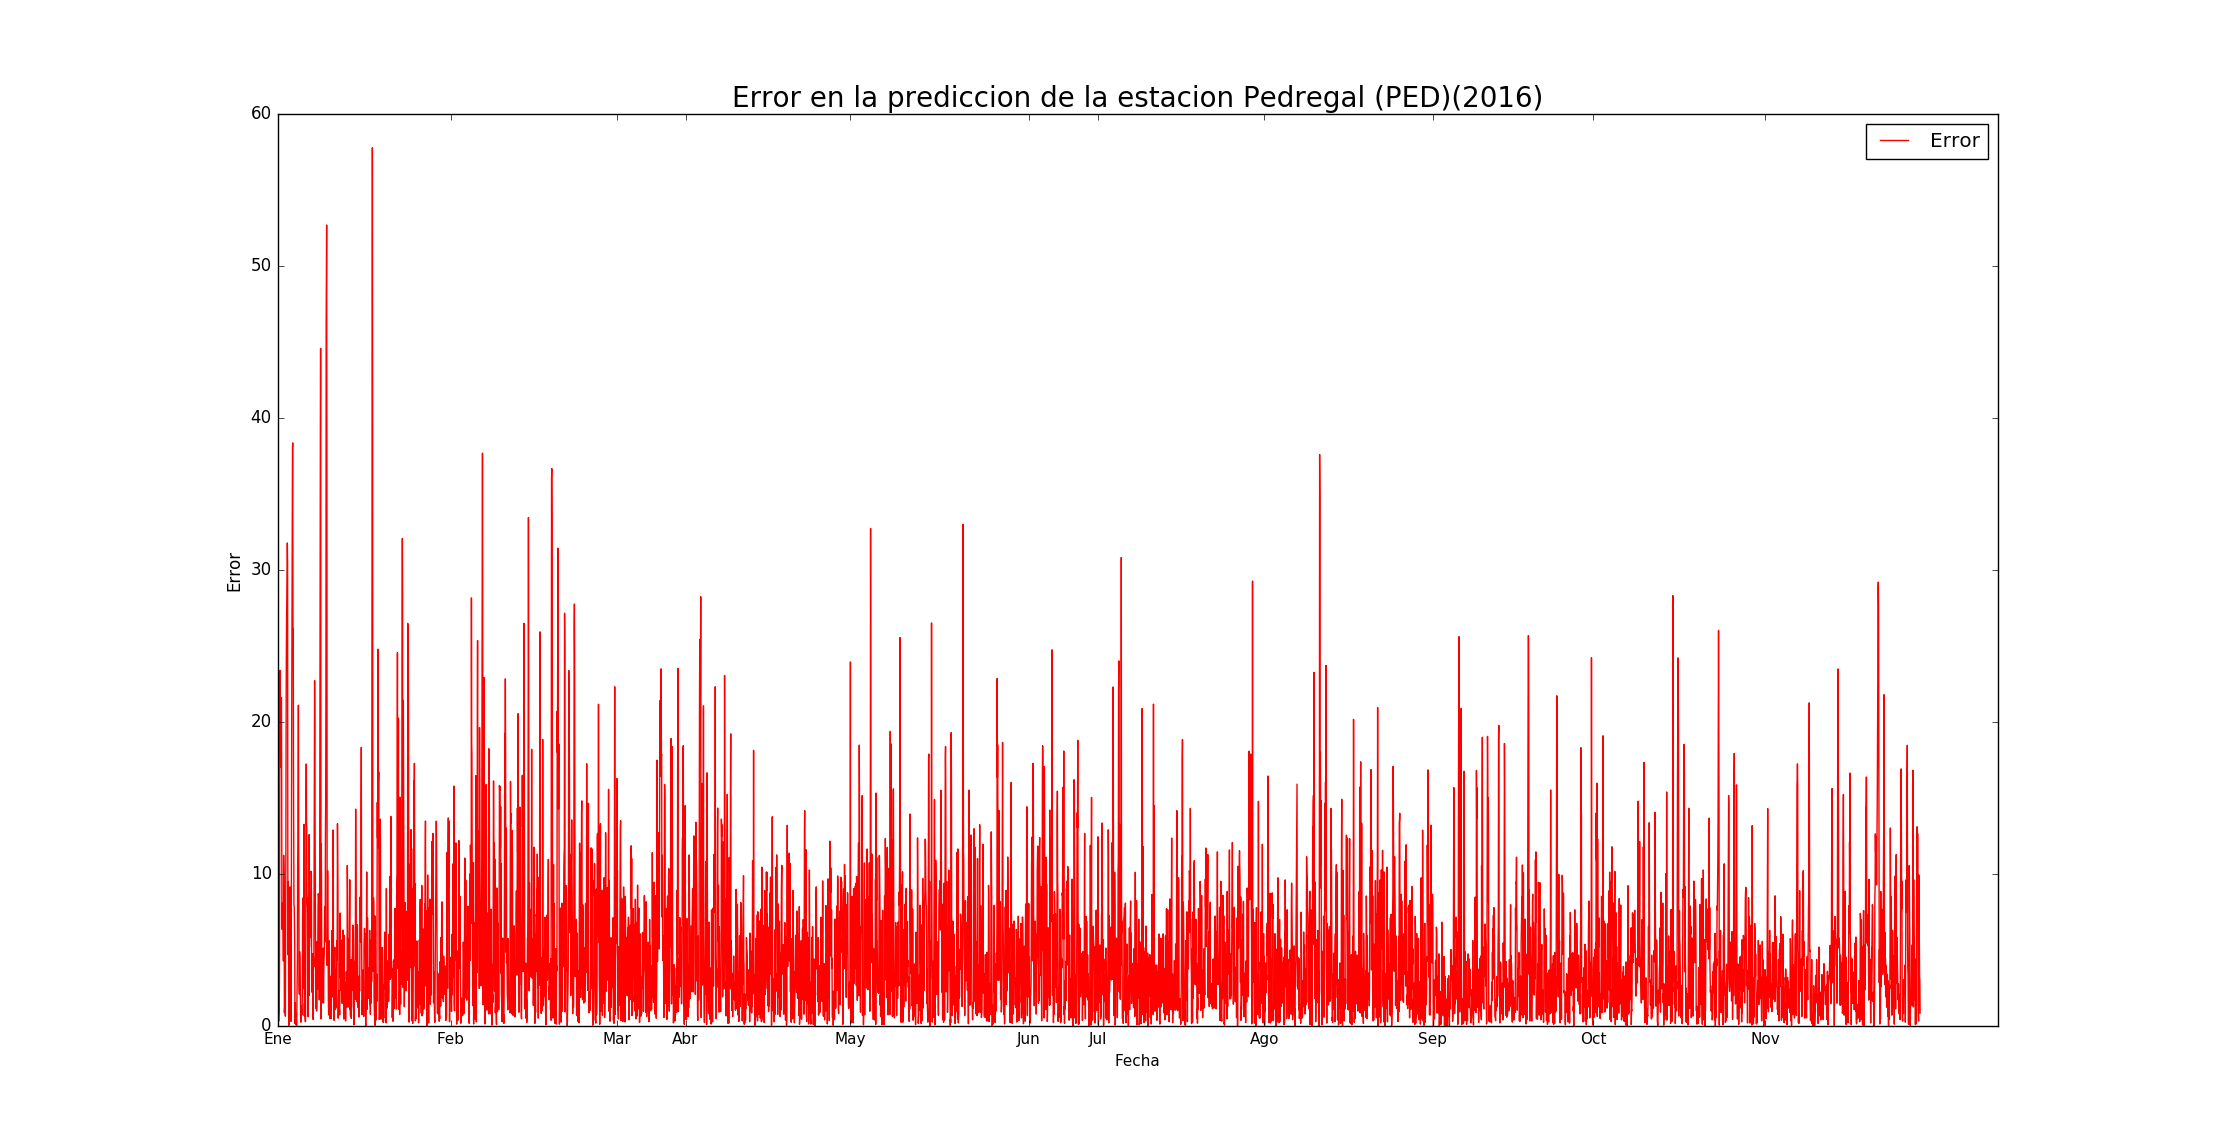 Error en la prediccion de la estacion Pedregal (PED)(2016)
Error
60
50
40
30
20
10
0
Error
Ene Feb Mar Abr May Jun Jul Ago Sep Oct Nov
Fecha